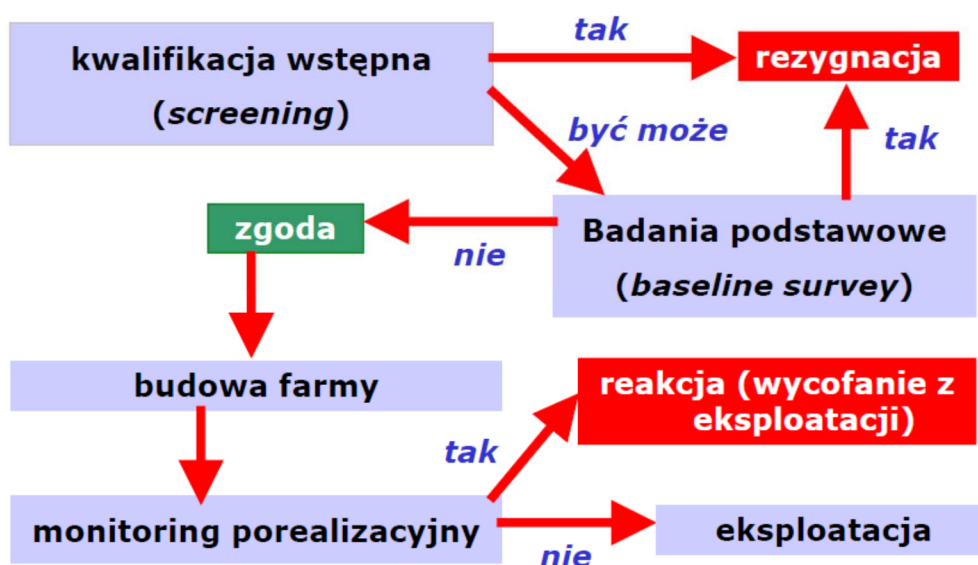 kwalifikacja wstępna
(screening)
tak
rezygnacja
być może
tak
zgoda
nie
Badania podstawowe
(baseline survey)
budowa farmy
reakcja (wycofanie z
eksploatacji)
tak
monitoring porealizacyjny
nie
eksploatacja